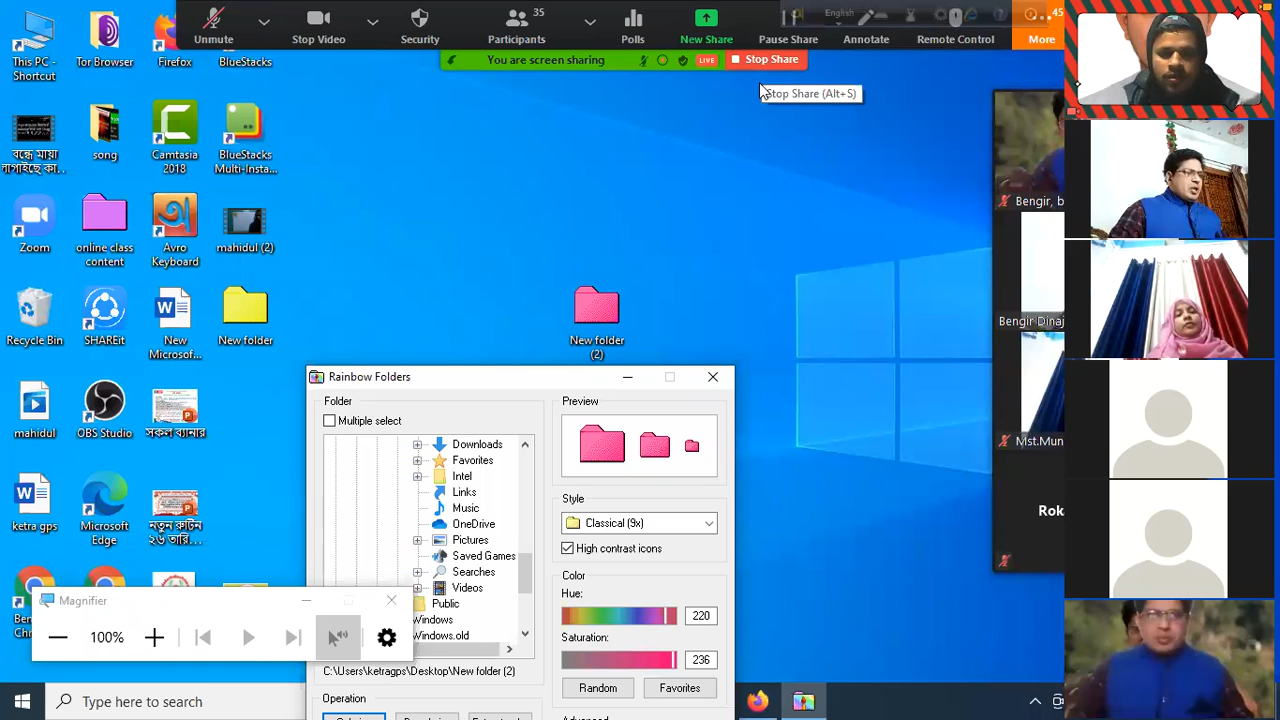 Unmute
Stop Video
Security
Participants
35
Polls
New Share
Pause Share
Annotate
Remote Control
More
45
English
You are screen sharing
LIVE
Stop Share
Stop Share (Alt+S)
This PC - Shortcut
Tor Browser
Firefox
BlueStacks
বন্ধে মায়া
লাগাইছে কা...
song
Camtasia
2018
BlueStacks
Multi-Insta...
Zoom
online class
content
Avro
Keyboard
mahidul (2)
Recycle Bin
SHAREit
New
Microsof...
New folder
New folder
(2)
mahidul
OBS Studio
সকল ব্যানার
ketra gps
Microsoft
Edge
নতুন রুটিন
২৬ তারি...
Rainbow Folders
Folder
Multiple select
Downloads
Favorites
Intel
Links
Music
OneDrive
Pictures
Saved Games
Searches
Videos
Public
Windows
Windows.old
C:\Users\ketragps\Desktop\New folder (2)
Operation
Preview
Style
Classical (9x)
High contrast icons
Color
Hue:
220
Saturation:
236
Random
Favorites
Magnifier
100%
Bengir, b
Bengir Dinaj
Mst.Mun
Rok
Type here to search